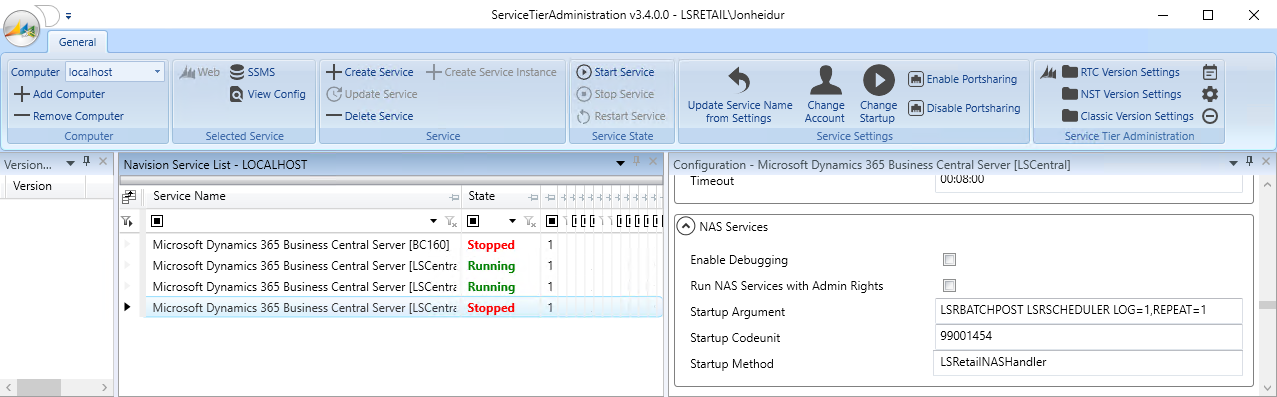 ServiceTierAdministration v3.4.0.0 - LSRETAIL\Jonheidur
General
Computer localhost
Add Computer
Remove Computer
Computer
Web SSMS
View Config
Selected Service
Create Service Create Service Instance
Update Service
Delete Service
Service
Start Service
Stop Service
Restart Service
Service State
Update Service Name
from Settings
Change
Account
Change
Startup
Enable Portsharing
Disable Portsharing
Service Settings
RTC Version Settings
NST Version Settings
Classic Version Settings
Service Tier Administration
Version...
Version
Navision Service List - LOCALHOST
Service Name State
Microsoft Dynamics 365 Business Central Server [BC160] Stopped 1
Microsoft Dynamics 365 Business Central Server [LSCentra Running 1
Microsoft Dynamics 365 Business Central Server [LSCentra Running 1
Microsoft Dynamics 365 Business Central Server [LSCentra Stopped 1
Configuration - Microsoft Dynamics 365 Business Central Server [LSCentral]
Timeout 00:08:00
NAS Services
Enable Debugging
Run NAS Services with Admin Rights
Startup Argument LSRBATCHPOST LSRSCHEDULER LOG=1,REPEAT=1
Startup Codeunit 99001454
Startup Method LSRetailNASHandler